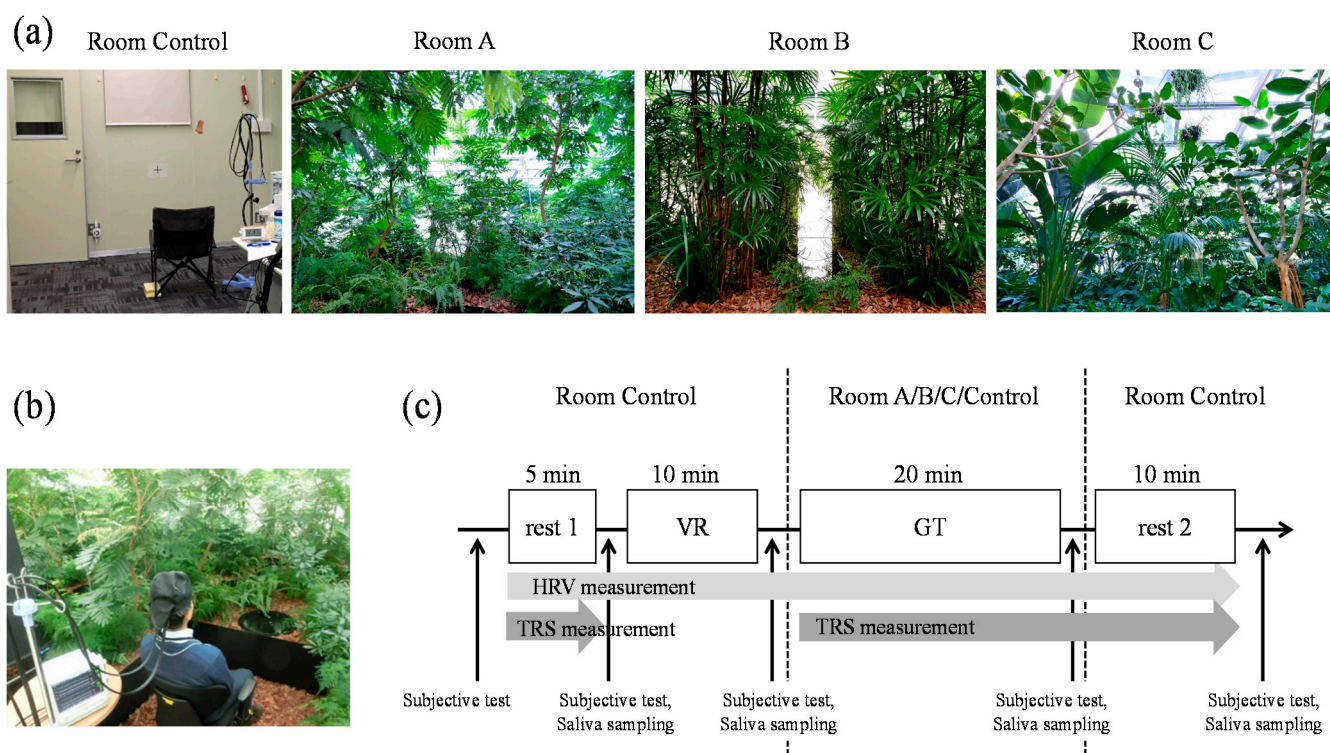 (a)
Room Control
Room A
Room B
Room C
(b)
(c)
Room Control
Room A/B/C/Control
Room Control
5 min
10 min
20 min
10 min
rest 1
VR
GT
rest 2
HRV measurement
TRS measurement
TRS measurement
Subjective test
Subjective test,
Saliva sampling
Subjective test,
Saliva sampling
Subjective test,
Saliva sampling
Subjective test,
Saliva sampling